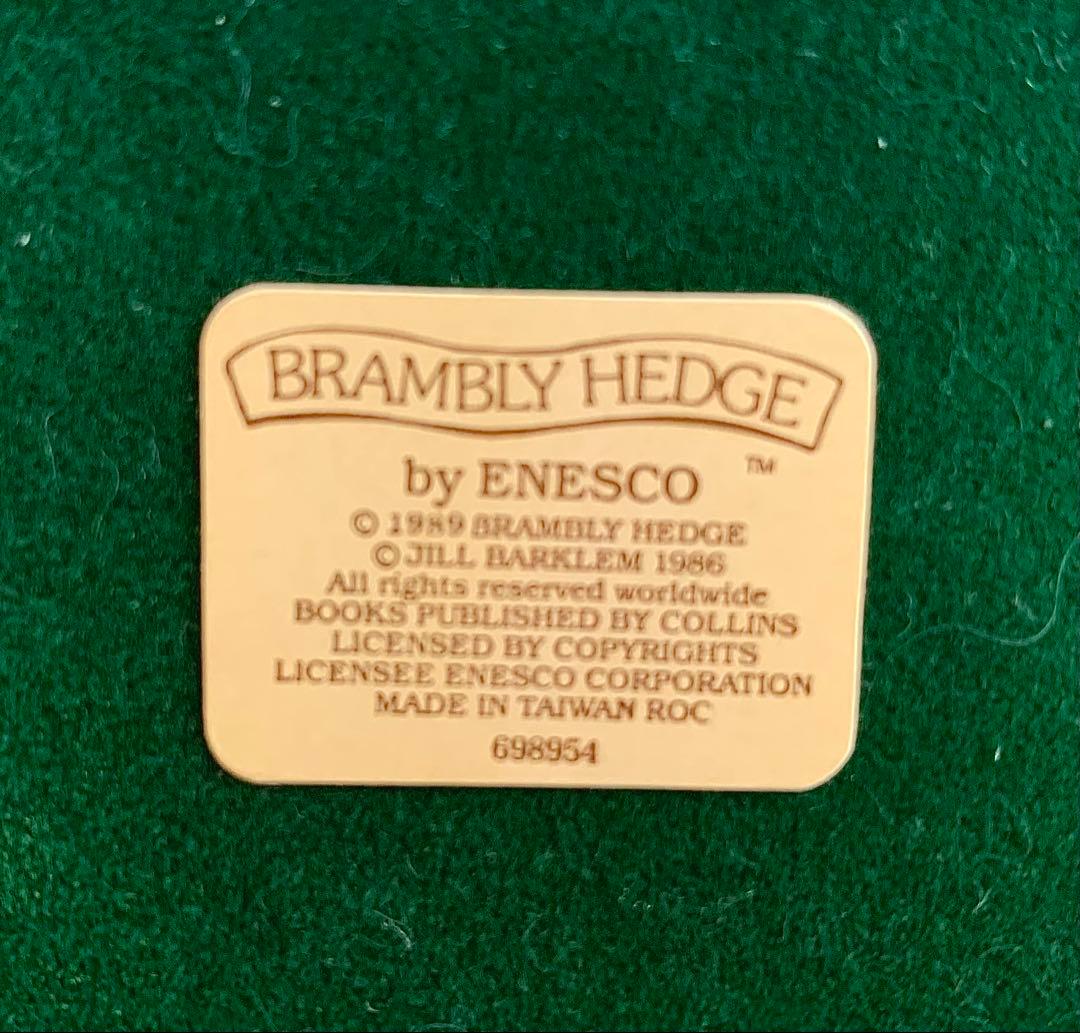 BRAMBLY HEDGE
TM
by ENESCO
© 1989 BRAMBLY HEDGE
© JILL BARKLEM 1986
All rights reserved worldwide
BOOKS PUBLISHED BY COLLINS
LICENSED BY COPYRIGHTS
LICENSEE ENESCO CORPORATION
MADE IN TAIWAN ROC
698954